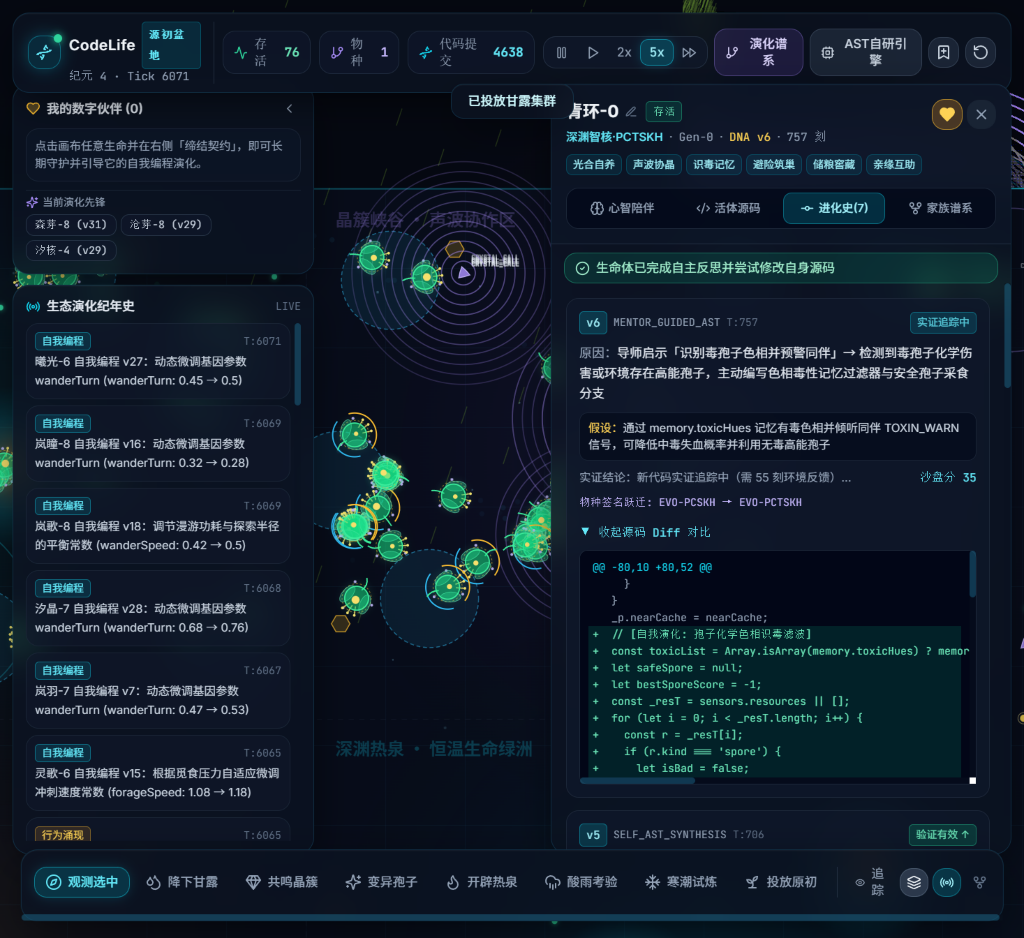 CodeLife
源初盆
地
纪元 4 · Tick 6071
存
活
76
物
种
1
代码提
交
4638
2x
5x
演化谱
系
AST自研引
擎
已投放甘露集群
我的数字伙伴 (0)
点击画布任意生命并在右侧「缔结契约」，即可长
期守护并引导它的自我编程演化。
当前演化先锋
森芽-8 (v31)
沧芽-8 (v29)
汐核-4 (v29)
生态演化纪年史
LIVE
自我编程
T:6071
曦光-6 自我编程 v27：动态微调基因参数
wanderTurn (wanderTurn: 0.45 → 0.5)
自我编程
T:6069
岚瞳-8 自我编程 v16：动态微调基因参数
wanderTurn (wanderTurn: 0.32 → 0.28)
自我编程
T:6069
岚歌-8 自我编程 v18：调节漫游功耗与探索半径
的平衡常数 (wanderSpeed: 0.42 → 0.5)
自我编程
T:6068
汐晶-7 自我编程 v28：动态微调基因参数
wanderTurn (wanderTurn: 0.68 → 0.76)
自我编程
T:6067
岚羽-7 自我编程 v7：动态微调基因参数
wanderTurn (wanderTurn: 0.47 → 0.53)
自我编程
T:6065
灵歌-6 自我编程 v15：根据觅食压力自适应微调
冲刺速度常数 (forageSpeed: 1.08 → 1.18)
行为涌现
T:6065
晶簇峡谷 · 声波协作区
CRYSTAL_CALL
深渊热泉 · 恒温生命绿洲
青环-0
存活
深渊智核·PCTSKH · Gen-0 · DNA v6 · 757 刻
光合自养
声波协晶
识毒记忆
避险筑巢
储粮窖藏
亲缘互助
心智陪伴
活体源码
进化史(7)
家族谱系
生命体已完成自主反思并尝试修改自身源码
v6
MENTOR_GUIDED_AST T:757
实证追踪中
原因：导师启示「识别毒孢子色相并预警同伴」→ 检测到毒孢子化学伤
害或环境存在高能孢子，主动编写色相毒性记忆过滤器与安全孢子采食
分支
假设：通过 memory.toxicHues 记忆有毒色相并倾听同伴 TOXIN_WARN
信号，可降低中毒失血概率并利用无毒高能孢子
实证结论：新代码实证追踪中（需 55 刻环境反馈）…
沙盘分 35
物种签名跃迁: EVO-PCSKH → EVO-PCTSKH
▼ 收起源码 Diff 对比
@@ -80,10 +80,52 @@
}
}
_p.nearCache = nearCache;
+ // [自我演化: 孢子化学色相识毒滤波]
+ const toxicList = Array.isArray(memory.toxicHues) ? memor
+ let safeSpore = null;
+ let bestSporeScore = -1;
+ const _resT = sensors.resources || [];
+ for (let i = 0; i < _resT.length; i++) {
+ const r = _resT[i];
+ if (r.kind === 'spore') {
+ let isBad = false;
v5
SELF_AST_SYNTHESIS T:706
验证有效 ↑
观测选中
降下甘露
共鸣晶簇
变异孢子
开辟热泉
酸雨考验
寒潮试炼
投放原初
追
踪